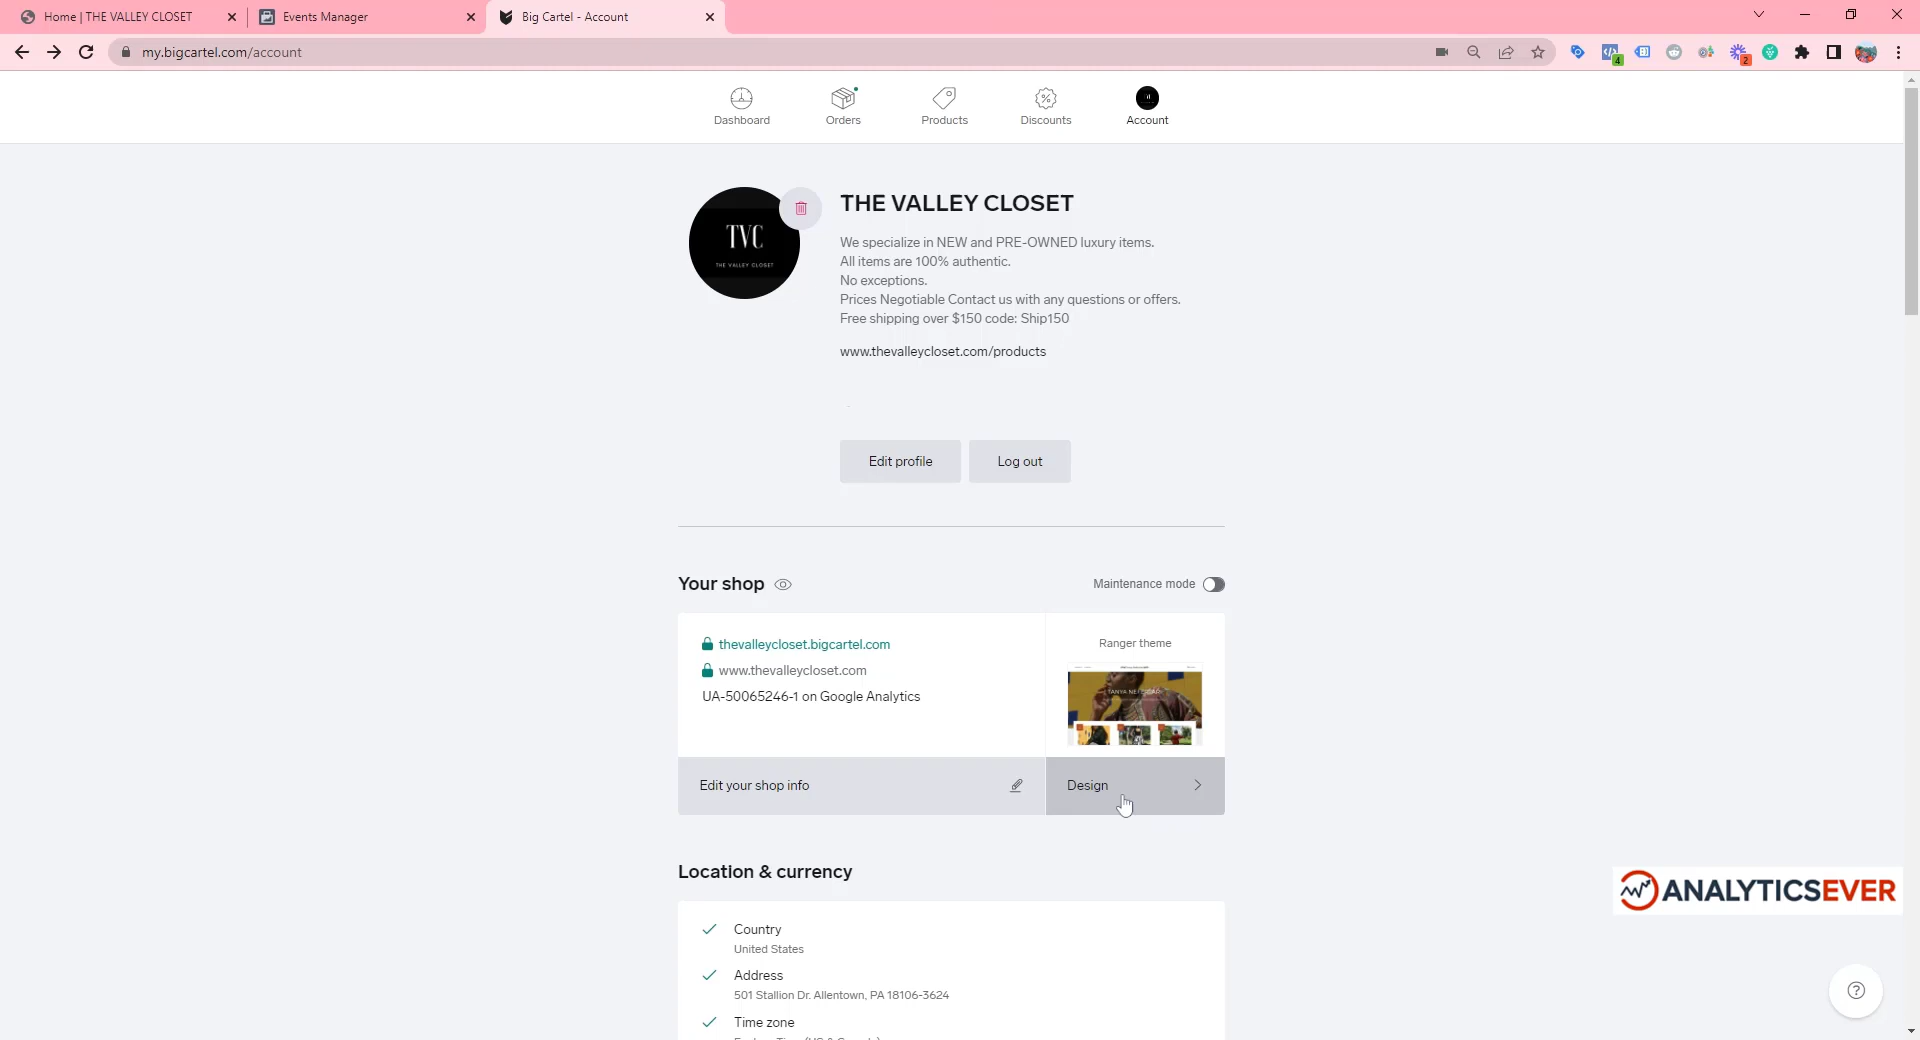 Home | THE VALLEY CLOSET
Events Manager
Big Cartel - Account
my.bigcartel.com/account
4
2
Dashboard
Orders
Products
Discounts
Account
TVC
THE VALLEY CLOSET
THE VALLEY CLOSET
We specialize in NEW and PRE-OWNED luxury items.
All items are 100% authentic.
No exceptions.
Prices Negotiable Contact us with any questions or offers.
Free shipping over $150 code: Ship150
www.thevalleycloset.com/products
Edit profile
Log out
Your shop
Maintenance mode
thevalleycloset.bigcartel.com
www.thevalleycloset.com
UA-50065246-1 on Google Analytics
Ranger theme
Edit your shop info
Design
Location & currency
Country
United States
Address
501 Stallion Dr. Allentown, PA 18106-3624
Time zone
ANALYTICSEVER